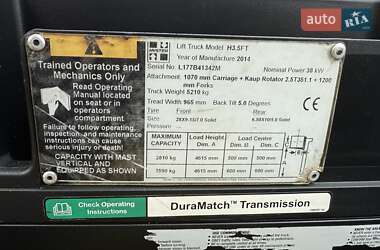 AUTO RIA
HYSTER
Lift Truck Model H3.5FT
Year of Manufacture 2014
Serial No L177B41342M Nominal Power 38 kW
Attachment: 1070 mm Carriage + Kaup Rotator 2.5T351.1 + 1200
mm Forks
Truck Weight 5210 kg
Tread Width 965 mm Back Tilt 5.0 Degrees
Tyre Front Rear
Solid Solid
MAXIMUM CAPACITY Load Height Dim. A Load Centre Dim. B Dim. C
2810 kg 4615 mm 500 mm 500 mm
2590 kg 4615 mm 600 mm 600 mm
Trained Operators and
Mechanics Only
Read Operating
Manual located
on seat or in
operators
compartment
Failure to follow operating,
inspection,and maintenance
instructions could cause
serious injury or death!
CAPACITY WITH MAST
VERTICAL AND
EQUIPPED AS SHOWN
Check Operating
Instructions
DuraMatch™ Transmission